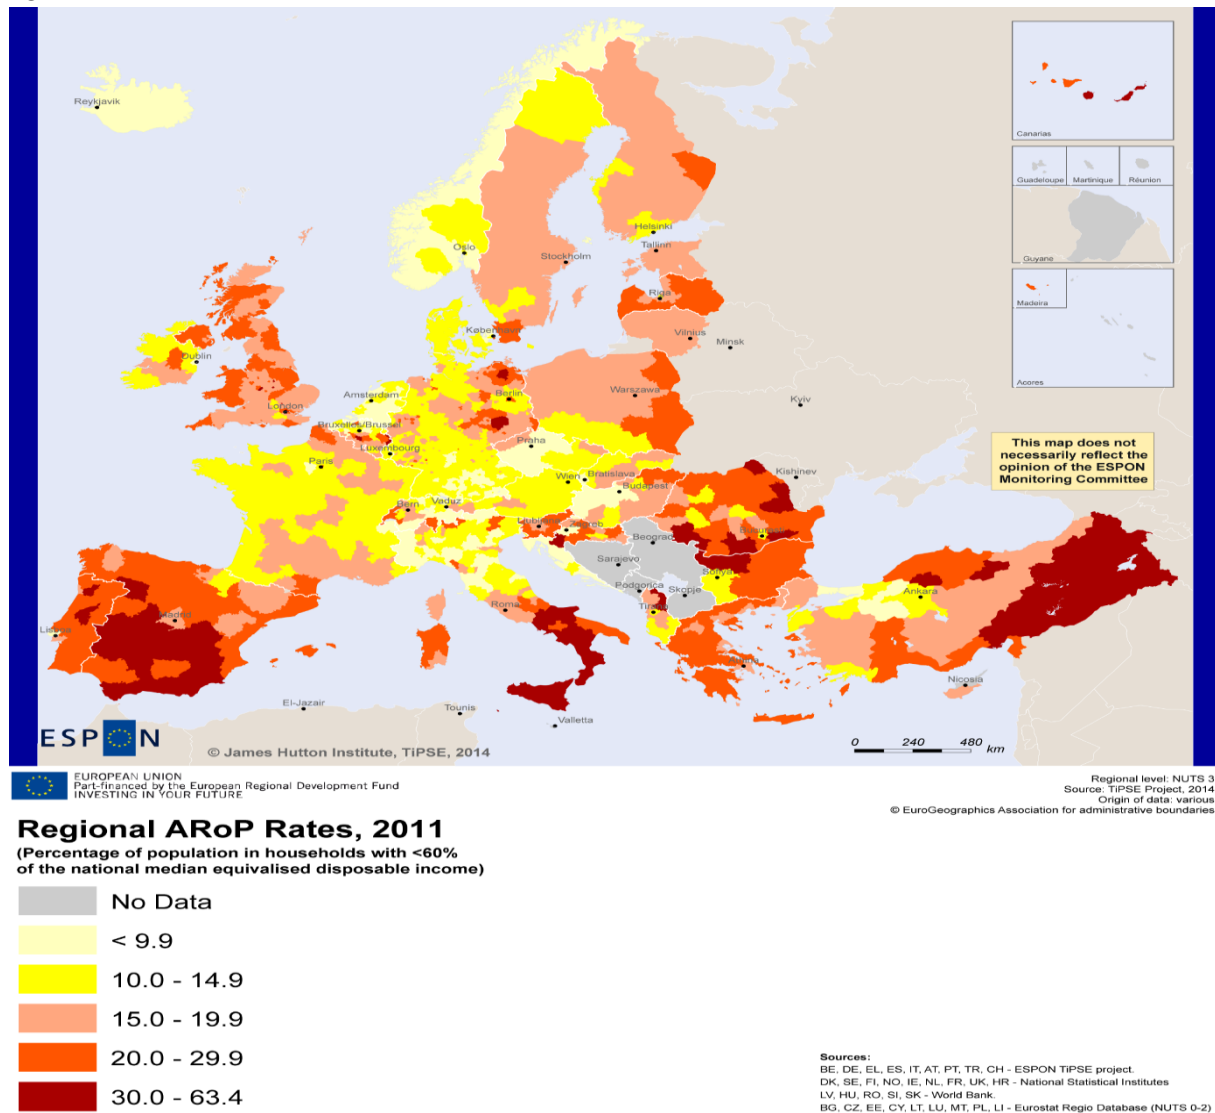 Reykjavik
Canarias
Guadeloupe
Martinique
Réunion
Guyane
Madeira
Acores
Oslo
Helsinki
Tallinn
Stockholm
Riga
København
Vilnius
Minsk
Dublin
Amsterdam
Berlin
Warszawa
London
Kyiv
Bruxelles/Brussel
Luxembourg
Praha
Paris
Wien
Bratislava
Budapest
Kishinev
Bern
Vaduz
Ljubljana
Zagreb
Beograd
Sarajevo
Podgorica
Skopje
Roma
Madrid
Ankara
Nicosia
El-Jazair
Tounis
Valletta
This map does not
necessarily reflect the
opinion of the ESPON
Monitoring Committee
ESPON
© James Hutton Institute, TiPSE, 2014
0 240 480 km
EUROPEAN UNION
Part-financed by the European Regional Development Fund
INVESTING IN YOUR FUTURE
Regional level: NUTS 3
Source: TiPSE Project, 2014
Origin of data: various
© EuroGeographics Association for administrative boundaries
Regional ARoP Rates, 2011
(Percentage of population in households with <60%
of the national median equivalised disposable income)
No Data
< 9.9
10.0 - 14.9
15.0 - 19.9
20.0 - 29.9
30.0 - 63.4
Sources:
BE, DE, EL, ES, IT, AT, PT, TR, CH - ESPON TiPSE project.
DK, SE, FI, NO, IE, NL, FR, UK, HR - National Statistical Institutes
LV, HU, RO, SI, SK - World Bank.
BG, CZ, EE, CY, LT, LU, MT, PL, LI - Eurostat Regio Database (NUTS 0-2)